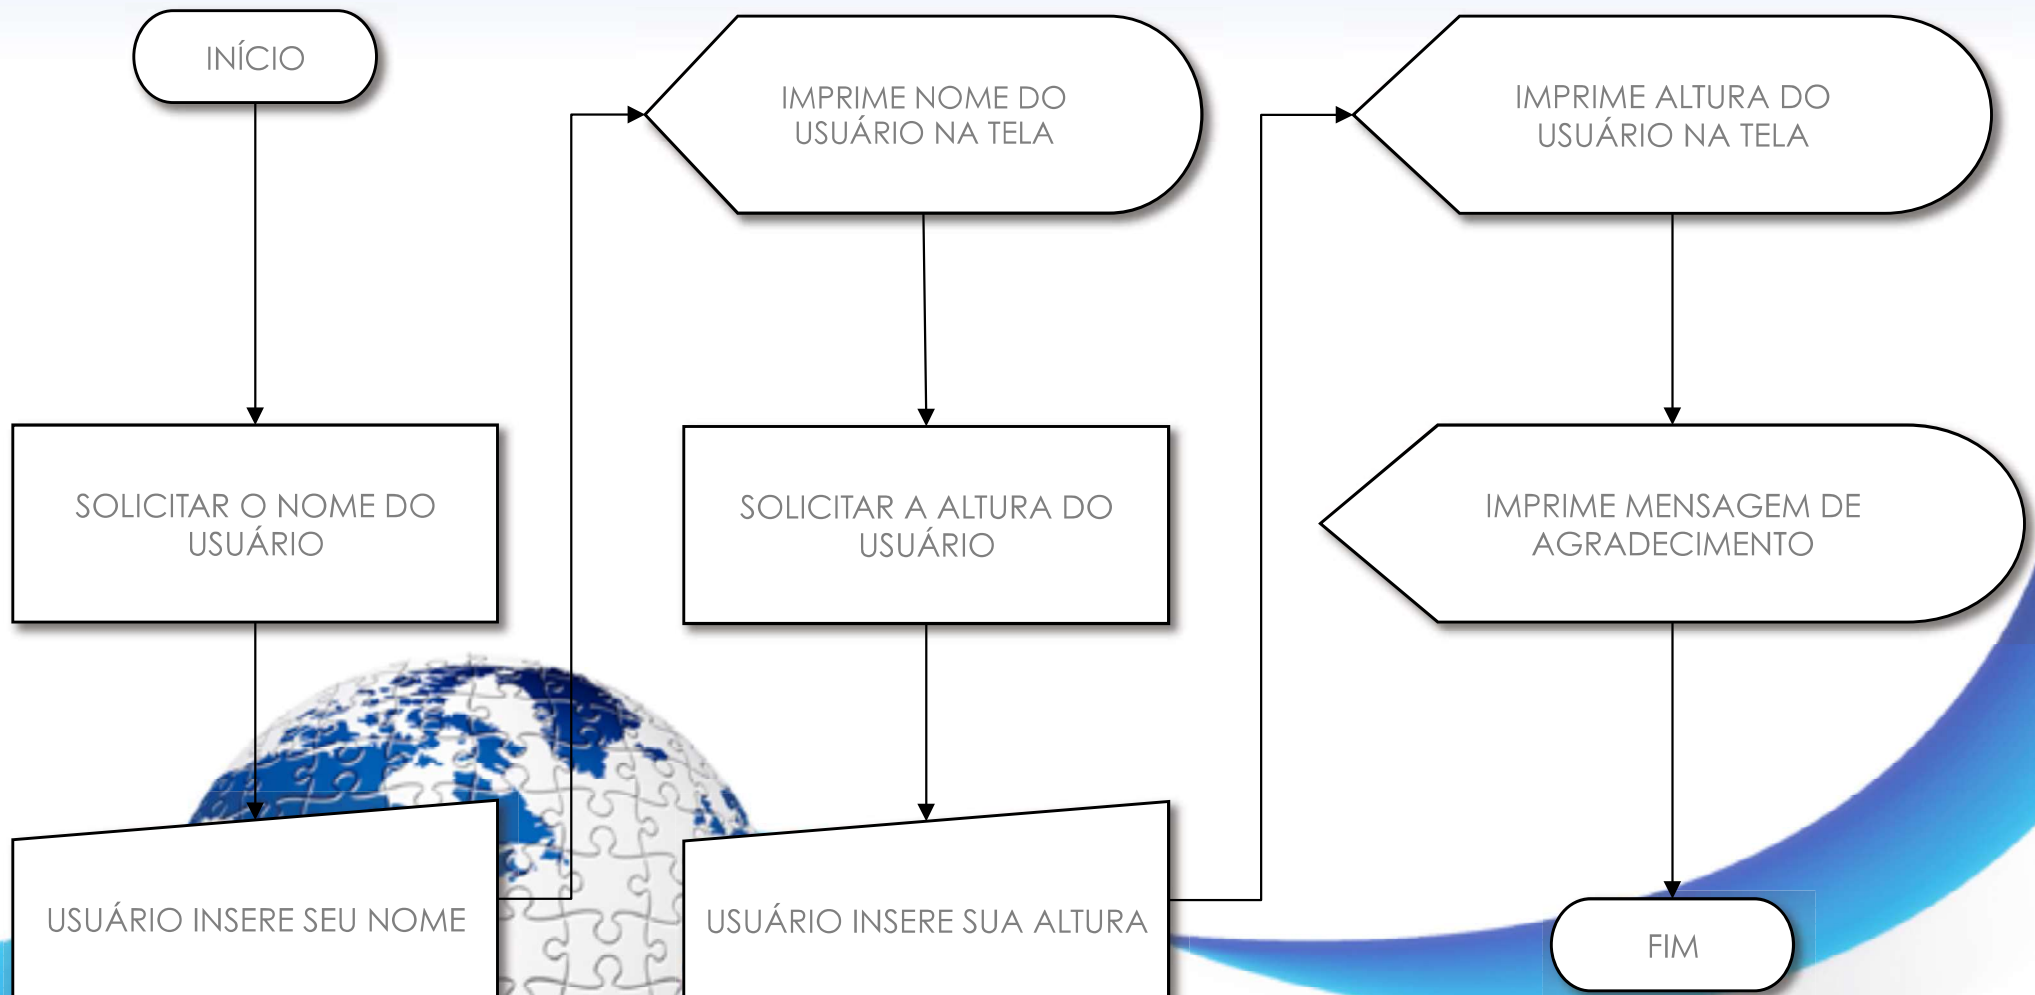 INÍCIO
SOLICITAR O NOME DO
USUÁRIO
USUÁRIO INSERE SEU NOME
IMPRIME NOME DO
USUÁRIO NA TELA
SOLICITAR A ALTURA DO
USUÁRIO
USUÁRIO INSERE SUA ALTURA
IMPRIME ALTURA DO
USUÁRIO NA TELA
IMPRIME MENSAGEM DE
AGRADECIMENTO
FIM